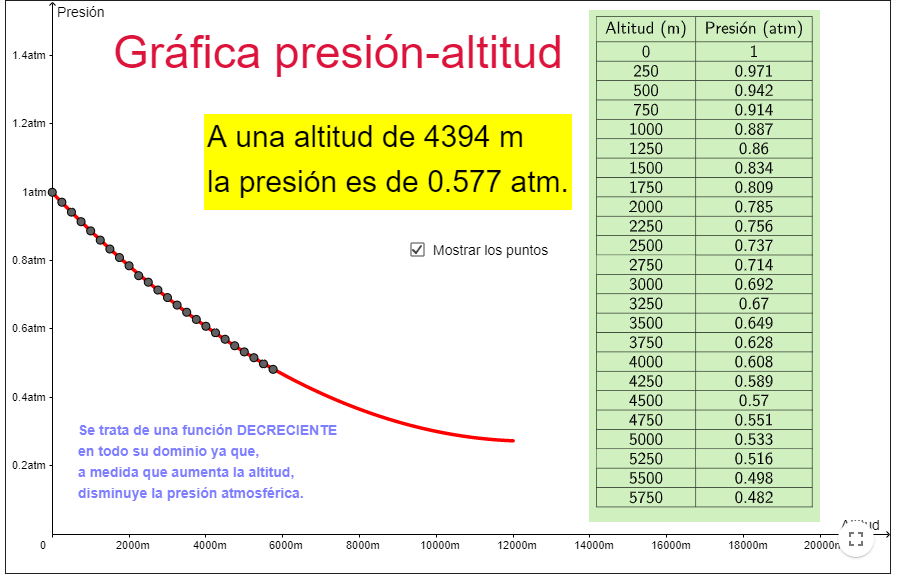 Presión
Gráfica presión-altitud
A una altitud de 4394 m
la presión es de 0.577 atm.
Mostrar los puntos
1.4atm
1.2atm
1atm
0.8atm
0.6atm
0.4atm
0.2atm
Se trata de una función DECRECIENTE
en todo su dominio ya que,
a medida que aumenta la altitud,
disminuye la presión atmosférica.
0 2000m 4000m 6000m 8000m 10000m 12000m 14000m 16000m 18000m 20000m
Altitud (m) Presión (atm)
0 1
250 0.971
500 0.942
750 0.914
1000 0.887
1250 0.86
1500 0.834
1750 0.809
2000 0.785
2250 0.756
2500 0.737
2750 0.714
3000 0.692
3250 0.67
3500 0.649
3750 0.628
4000 0.608
4250 0.589
4500 0.57
4750 0.551
5000 0.533
5250 0.516
5500 0.498
5750 0.482
Altitud